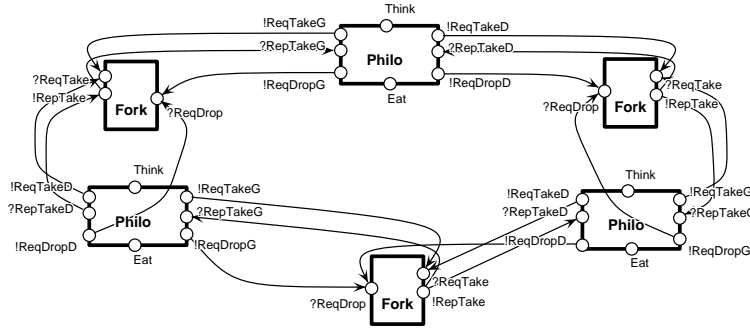 Think
!ReqTakeG
!ReqTakeD
?RepTakeG
?RepTakeD
Philo
?ReqTake
!RepTake
!ReqDropG
!ReqDropD
?ReqTake
!RepTake
Fork
?ReqDrop
Eat
?ReqDrop
Fork
Think
Think
!ReqTakeD
!ReqTakeG
!ReqTakeD
!ReqTakeG
?RepTakeD
Philo
?RepTakeG
?RepTakeD
Philo
?RepTakeG
!ReqDropD
!ReqDropG
!ReqDropD
!ReqDropG
Eat
Eat
?ReqTake
?ReqDrop
Fork
!RepTake